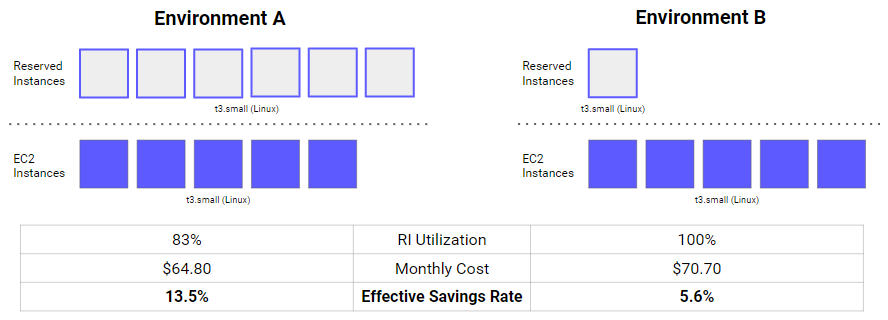 Environment A
Environment B
Reserved
Instances
t3.small (Linux)
Reserved
Instances
t3.small (Linux)
EC2
Instances
t3.small (Linux)
EC2
Instances
t3.small (Linux)
83% RI Utilization 100%
$64.80 Monthly Cost $70.70
13.5% Effective Savings Rate 5.6%